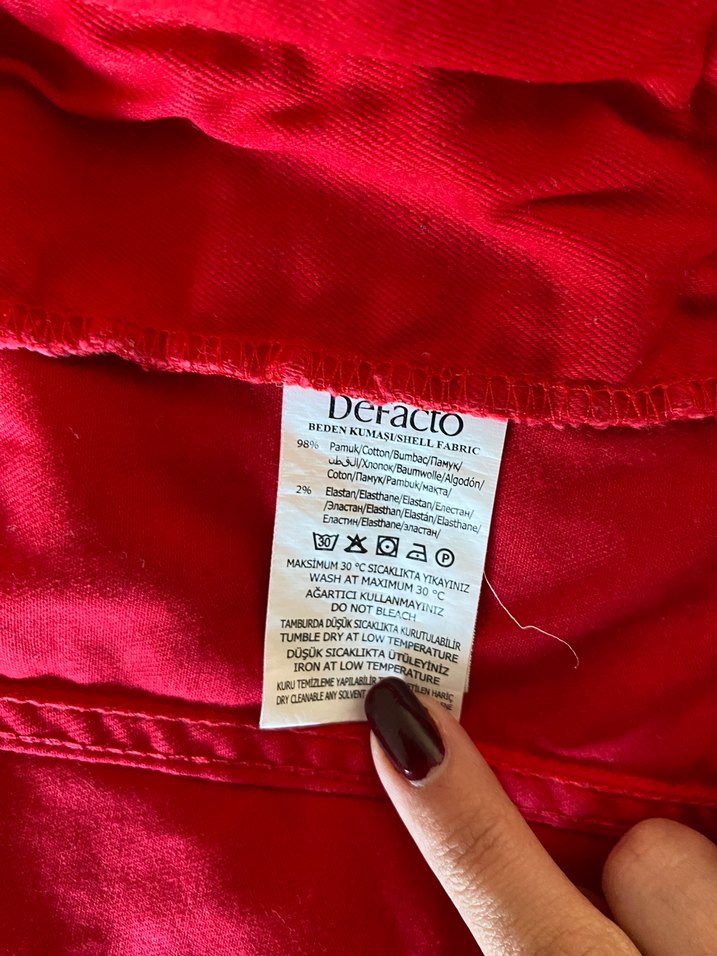 DeFacto
BEDEN KUMAŞI/SHELL FABRIC
98% Pamuk/Cotton/Bumbac/Памук/
القطن/Хлопок/Baumwolle/Algodón/
Coton/Памук/Pambuk/мақта/
2% Elastan/Elasthane/Elastan/Еластан/
/Эластан/Elasthan/Elastán/Elasthane/
Еластин/Elasthane/эластан/
30 P
MAKSİMUM 30 °C SICAKLIKTA YIKAYINIZ
WASH AT MAXIMUM 30 °C
AĞARTICI KULLANMAYINIZ
DO NOT BLEACH
TAMBURDA DÜŞÜK SICAKLIKTA KURUTULABİLİR
TUMBLE DRY AT LOW TEMPERATURE
DÜŞÜK SICAKLIKTA ÜTÜLEYİNİZ
IRON AT LOW TEMPERATURE
KURU TEMİZLEME YAPILABİLİR HARİÇ
DRY CLEANABLE ANY SOLVENT